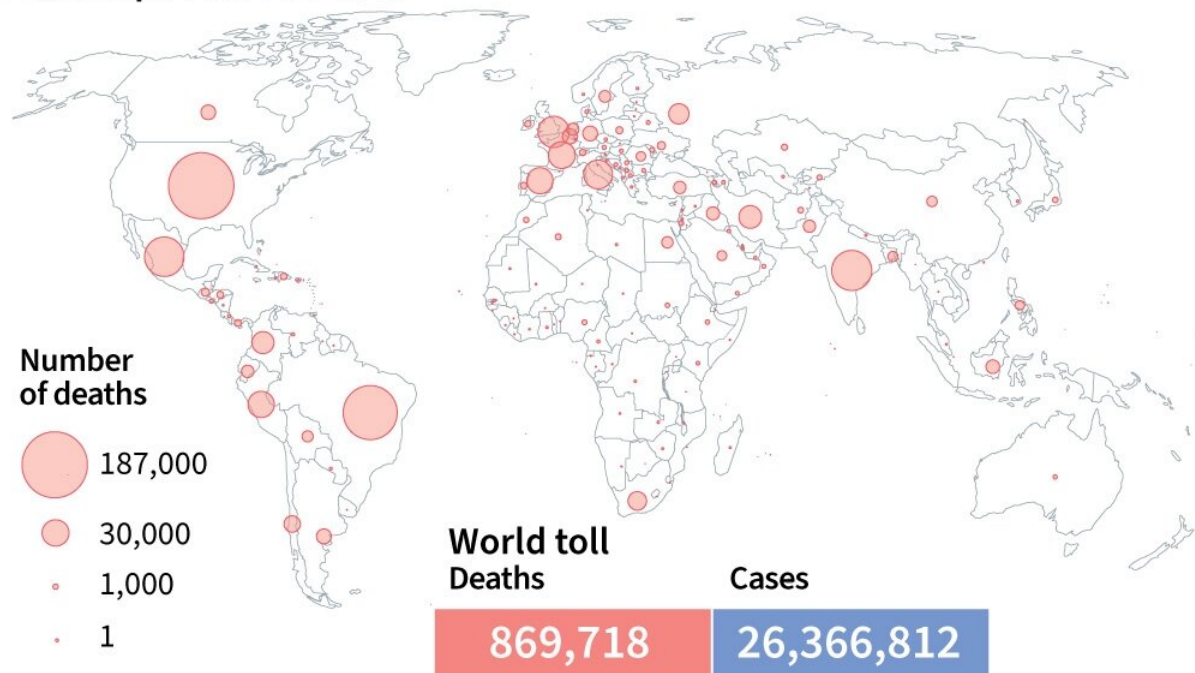 Number
of deaths
187,000
30,000
1,000
1
World toll
Deaths
Cases
869,718
26,366,812